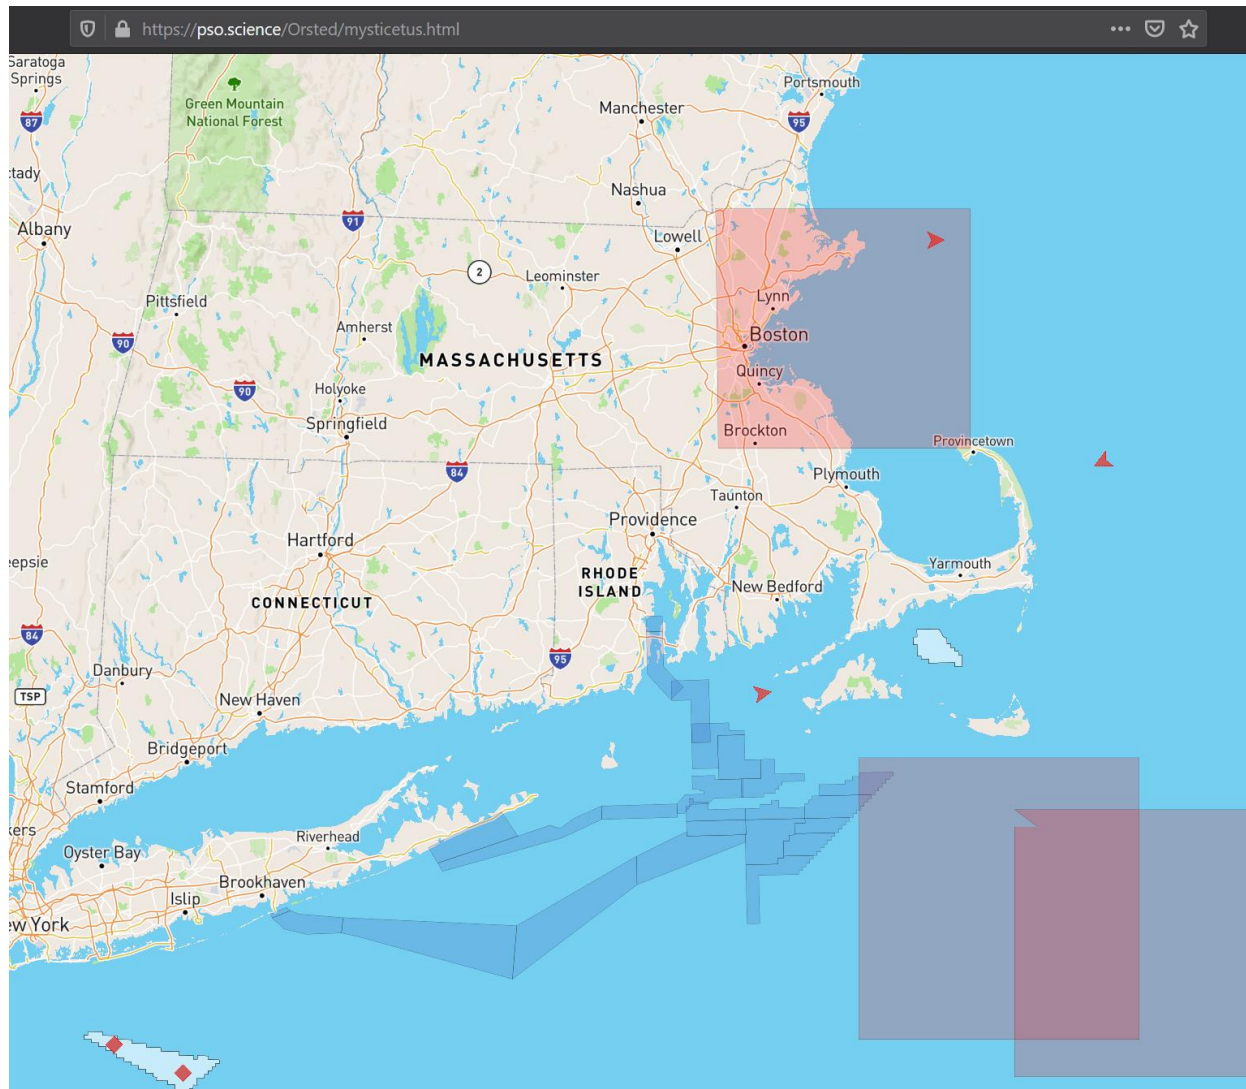 https://pso.science/Orsted/mysticetus.html
Saratoga
Springs
Green Mountain
National Forest
Portsmouth
Manchester
87
95
ctady
Nashua
91
Albany
Lowell
2
Leominster
Pittsfield
Lynn
Amherst
Boston
90
MASSACHUSETTS
Quincy
90
Holyoke
Springfield
Brockton
Provincetown
84
Plymouth
Taunton
Providence
Hartford
eepsie
RHODE
ISLAND
Yarmouth
New Bedford
CONNECTICUT
84
95
Danbury
TSP
New Haven
Bridgeport
Stamford
kers
Riverhead
Oyster Bay
Brookhaven
Islip
ew York